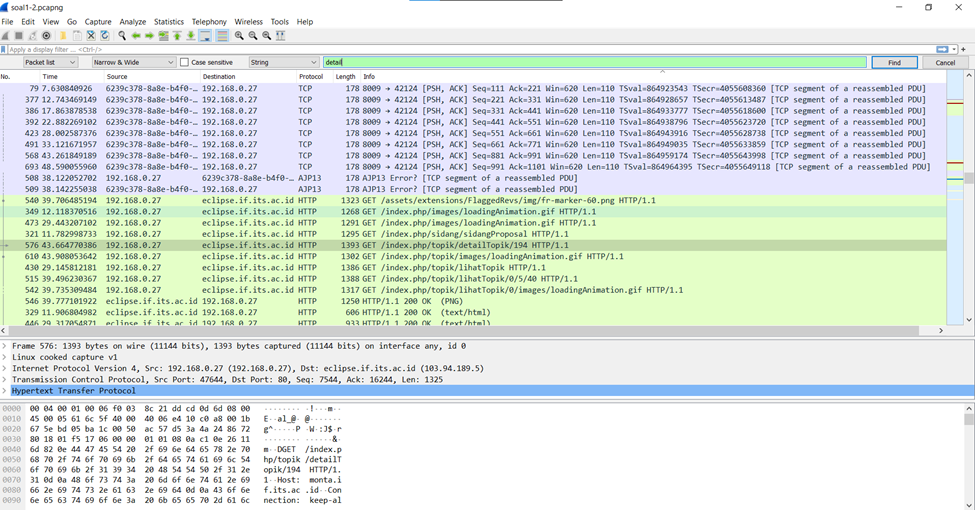 soal1-2.pcapng
File Edit View Go Capture Analyze Statistics Telephony Wireless Tools Help
Apply a display filter ... <Ctrl-/>
Packet list Narrow & Wide Case sensitive String detail Find Cancel
No. Time Source Destination Protocol Length Info
79 7.630840926 6239c378-8a8e-b4f0-… 192.168.0.27 TCP 178 8009 → 42124 [PSH, ACK] Seq=111 Ack=221 Win=620 Len=110 TSval=864923543 TSecr=4055608360 [TCP segment of a reassembled PDU]
377 12.743469149 6239c378-8a8e-b4f0-… 192.168.0.27 TCP 178 8009 → 42124 [PSH, ACK] Seq=221 Ack=331 Win=620 Len=110 TSval=864928657 TSecr=4055613487 [TCP segment of a reassembled PDU]
386 17.863878538 6239c378-8a8e-b4f0-… 192.168.0.27 TCP 178 8009 → 42124 [PSH, ACK] Seq=331 Ack=441 Win=620 Len=110 TSval=864933777 TSecr=4055618600 [TCP segment of a reassembled PDU]
392 22.882269102 6239c378-8a8e-b4f0-… 192.168.0.27 TCP 178 8009 → 42124 [PSH, ACK] Seq=441 Ack=551 Win=620 Len=110 TSval=864938795 TSecr=4055623720 [TCP segment of a reassembled PDU]
423 28.002587376 6239c378-8a8e-b4f0-… 192.168.0.27 TCP 178 8009 → 42124 [PSH, ACK] Seq=551 Ack=661 Win=620 Len=110 TSval=864943916 TSecr=4055628738 [TCP segment of a reassembled PDU]
491 33.121671957 6239c378-8a8e-b4f0-… 192.168.0.27 TCP 178 8009 → 42124 [PSH, ACK] Seq=661 Ack=771 Win=620 Len=110 TSval=864949035 TSecr=4055633859 [TCP segment of a reassembled PDU]
568 43.261849189 6239c378-8a8e-b4f0-… 192.168.0.27 TCP 178 8009 → 42124 [PSH, ACK] Seq=881 Ack=991 Win=620 Len=110 TSval=864959174 TSecr=4055643998 [TCP segment of a reassembled PDU]
693 48.590055960 6239c378-8a8e-b4f0-… 192.168.0.27 TCP 178 8009 → 42124 [PSH, ACK] Seq=991 Ack=1101 Win=620 Len=110 TSval=864964495 TSecr=4055649118 [TCP segment of a reassembled PDU]
508 38.122052702 192.168.0.27 6239c378-8a8e-b4f0-… AJP13 178 AJP13 Error? [TCP segment of a reassembled PDU]
509 38.142255038 6239c378-8a8e-b4f0-… 192.168.0.27 AJP13 178 AJP13 Error? [TCP segment of a reassembled PDU]
540 39.706485194 192.168.0.27 eclipse.if.its.ac.id HTTP 1323 GET /assets/extensions/FlaggedRevs/img/fr-marker-60.png HTTP/1.1
349 12.118370516 192.168.0.27 eclipse.if.its.ac.id HTTP 1289 GET /index.php/images/loadingAnimation.gif HTTP/1.1
473 29.443207102 192.168.0.27 eclipse.if.its.ac.id HTTP 1291 GET /index.php/images/loadingAnimation.gif HTTP/1.1
321 11.782998733 192.168.0.27 eclipse.if.its.ac.id HTTP 1295 GET /index.php/sidang/sidangProposal HTTP/1.1
576 43.664770386 192.168.0.27 eclipse.if.its.ac.id HTTP 1393 GET /index.php/topik/detailTopik/194 HTTP/1.1
610 43.908053642 192.168.0.27 eclipse.if.its.ac.id HTTP 1302 GET /index.php/topik/images/loadingAnimation.gif HTTP/1.1
430 29.145812181 192.168.0.27 eclipse.if.its.ac.id HTTP 1386 GET /index.php/topik/lihatTopik HTTP/1.1
515 39.496230367 192.168.0.27 eclipse.if.its.ac.id HTTP 1388 GET /index.php/topik/lihatTopik/0/5/40 HTTP/1.1
542 39.735309484 192.168.0.27 eclipse.if.its.ac.id HTTP 1317 GET /index.php/topik/lihatTopik/0/images/loadingAnimation.gif HTTP/1.1
546 39.777101922 eclipse.if.its.ac.id 192.168.0.27 HTTP 1250 HTTP/1.1 200 OK (PNG)
329 11.906804982 eclipse.if.its.ac.id 192.168.0.27 HTTP 606 HTTP/1.1 200 OK (text/html)
446 29.317054871 eclipse.if.its.ac.id 192.168.0.27 HTTP 933 HTTP/1.1 200 OK (text/html)
Frame 576: 1393 bytes on wire (11144 bits), 1393 bytes captured (11144 bits) on interface any, id 0
Linux cooked capture v1
Internet Protocol Version 4, Src: 192.168.0.27 (192.168.0.27), Dst: eclipse.if.its.ac.id (103.94.189.5)
Transmission Control Protocol, Src Port: 47644, Dst Port: 80, Seq: 7544, Ack: 16244, Len: 1325
Hypertext Transfer Protocol
0000 00 04 00 01 00 06 f0 03 8c 21 dd cd 0d 6d 08 00 ········ ·!···m··
0010 45 00 05 61 6c 5f 40 00 40 06 e4 10 c0 a8 00 1b E··al_@· @·······
0020 67 5e bd 05 ba 1c 00 50 ac 57 d5 3a 4a 24 86 72 g^·····P ·W·:J$·r
0030 80 18 01 f5 17 06 00 00 01 01 08 0a c1 0e 26 11 ········ ······&·
0040 6d 82 0e 44 47 45 54 20 2f 69 6e 64 65 78 2e 70 m··DGET /index.p
0050 68 70 2f 74 6f 70 69 6b 2f 64 65 74 61 69 6c 54 hp/topik /detailT
0060 6f 70 69 6b 2f 31 39 34 20 48 54 54 50 2f 31 2e opik/194 HTTP/1.
0070 31 0d 0a 48 6f 73 74 3a 20 6d 6f 6e 74 61 2e 69 1··Host: monta.i
0080 66 2e 69 74 73 2e 61 63 2e 69 64 0d 0a 43 6f 6e f.its.ac .id··Con
0090 6e 65 63 74 69 6f 6e 3a 20 6b 65 65 70 2d 61 6c nection: keep-al